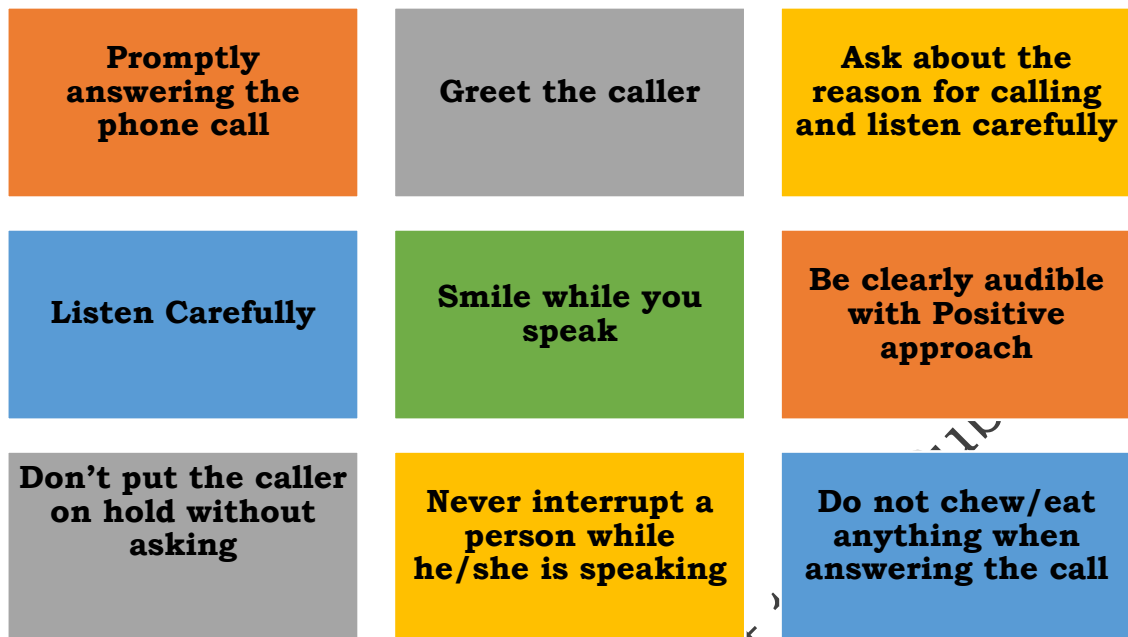 Promptly
answering the
phone call
Greet the caller
Ask about the
reason for calling
and listen carefully
Listen Carefully
Smile while you
speak
Be clearly audible
with Positive
approach
Don’t put the caller
on hold without
asking
Never interrupt a
person while
he/she is speaking
Do not chew/eat
anything when
answering the call